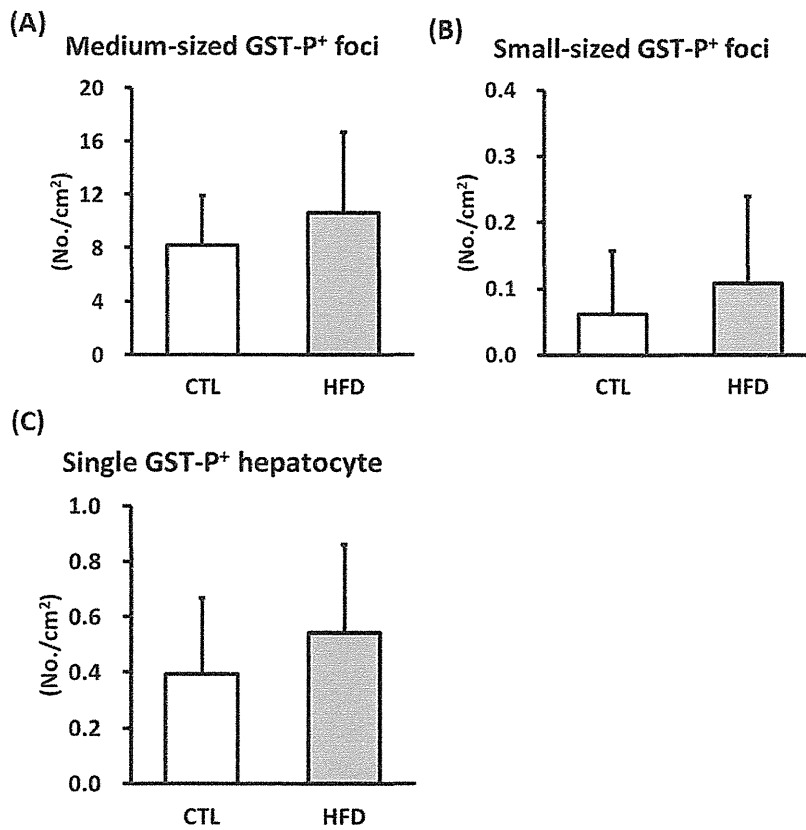 (A)
Medium-sized GST-P⁺ foci
20
16
12
8
4
0
(No./cm²)
CTL HFD
(B)
Small-sized GST-P⁺ foci
0.4
0.3
0.2
0.1
0.0
(No./cm²)
CTL HFD
(C)
Single GST-P⁺ hepatocyte
1.0
0.8
0.6
0.4
0.2
0.0
(No./cm²)
CTL HFD